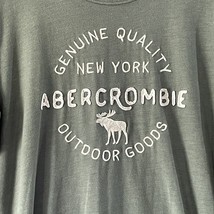 GENUINE QUALITY
NEW YORK
ABERCROMBIE
OUTDOOR GOODS